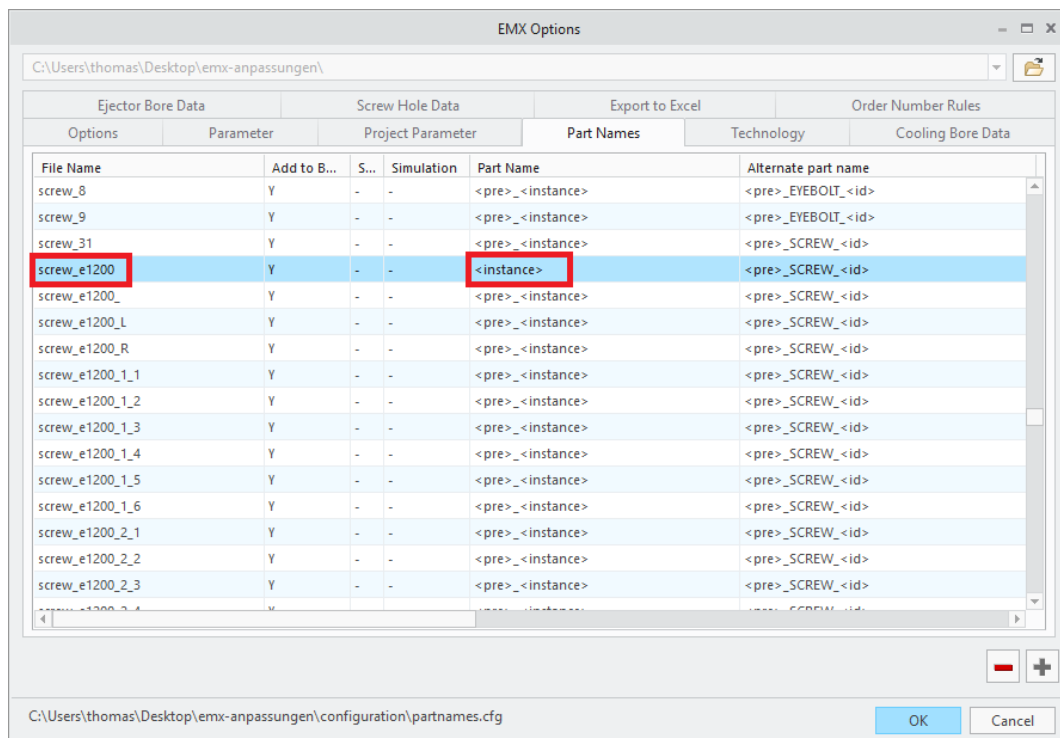 EMX Options
C:\Users\thomas\Desktop\emx-anpassungen\
Ejector Bore Data Screw Hole Data Export to Excel Order Number Rules
Options Parameter Project Parameter Part Names Technology Cooling Bore Data
File Name Add to B... S... Simulation Part Name Alternate part name
screw_8 Y - - <pre>_<instance> <pre>_EYEBOLT_<id>
screw_9 Y - - <pre>_<instance> <pre>_EYEBOLT_<id>
screw_31 Y - - <pre>_<instance> <pre>_SCREW_<id>
screw_e1200 Y - - <instance> <pre>_SCREW_<id>
screw_e1200_ Y - - <pre>_<instance> <pre>_SCREW_<id>
screw_e1200_L Y - - <pre>_<instance> <pre>_SCREW_<id>
screw_e1200_R Y - - <pre>_<instance> <pre>_SCREW_<id>
screw_e1200_1_1 Y - - <pre>_<instance> <pre>_SCREW_<id>
screw_e1200_1_2 Y - - <pre>_<instance> <pre>_SCREW_<id>
screw_e1200_1_3 Y - - <pre>_<instance> <pre>_SCREW_<id>
screw_e1200_1_4 Y - - <pre>_<instance> <pre>_SCREW_<id>
screw_e1200_1_5 Y - - <pre>_<instance> <pre>_SCREW_<id>
screw_e1200_1_6 Y - - <pre>_<instance> <pre>_SCREW_<id>
screw_e1200_2_1 Y - - <pre>_<instance> <pre>_SCREW_<id>
screw_e1200_2_2 Y - - <pre>_<instance> <pre>_SCREW_<id>
screw_e1200_2_3 Y - - <pre>_<instance> <pre>_SCREW_<id>
C:\Users\thomas\Desktop\emx-anpassungen\configuration\partnames.cfg OK Cancel